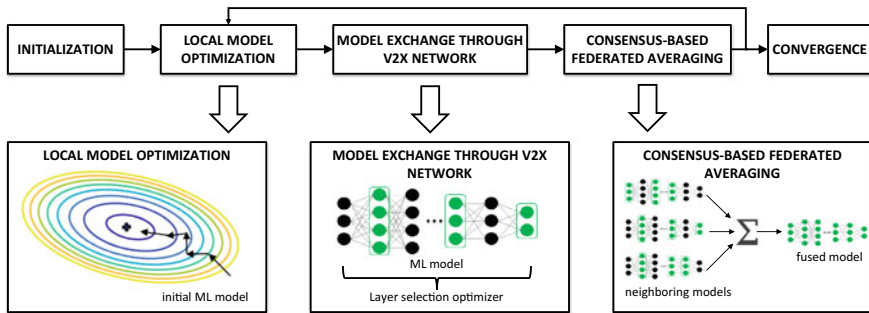 INITIALIZATION
LOCAL MODEL
OPTIMIZATION
MODEL EXCHANGE THROUGH
V2X NETWORK
CONSENSUS-BASED
FEDERATED AVERAGING
CONVERGENCE
LOCAL MODEL OPTIMIZATION
initial ML model
MODEL EXCHANGE THROUGH V2X
NETWORK
ML model
Layer selection optimizer
CONSENSUS-BASED FEDERATED
AVERAGING
Σ
fused model
neighboring models